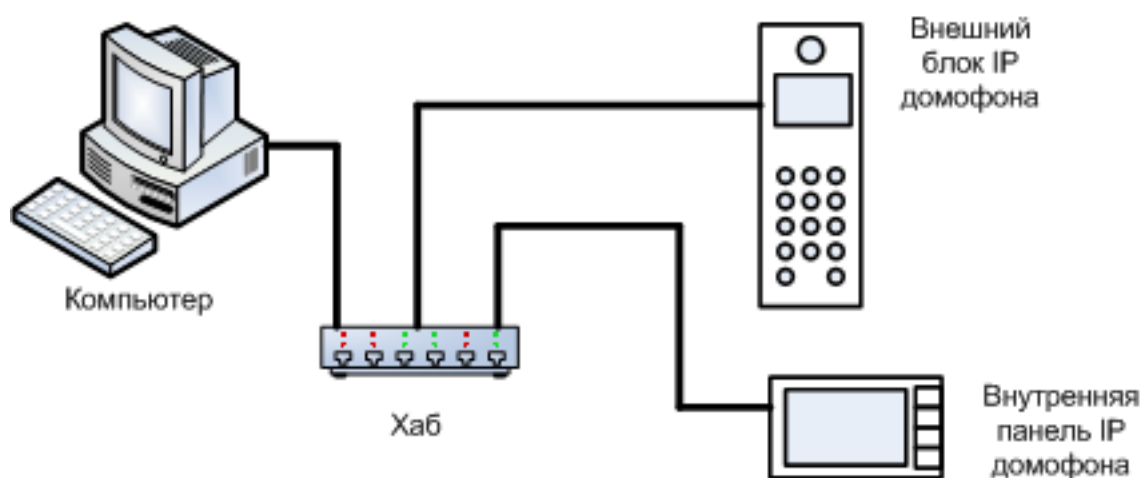 Внешний
блок IP
домофона
Компьютер
Хаб
Внутренняя
панель IP
домофона